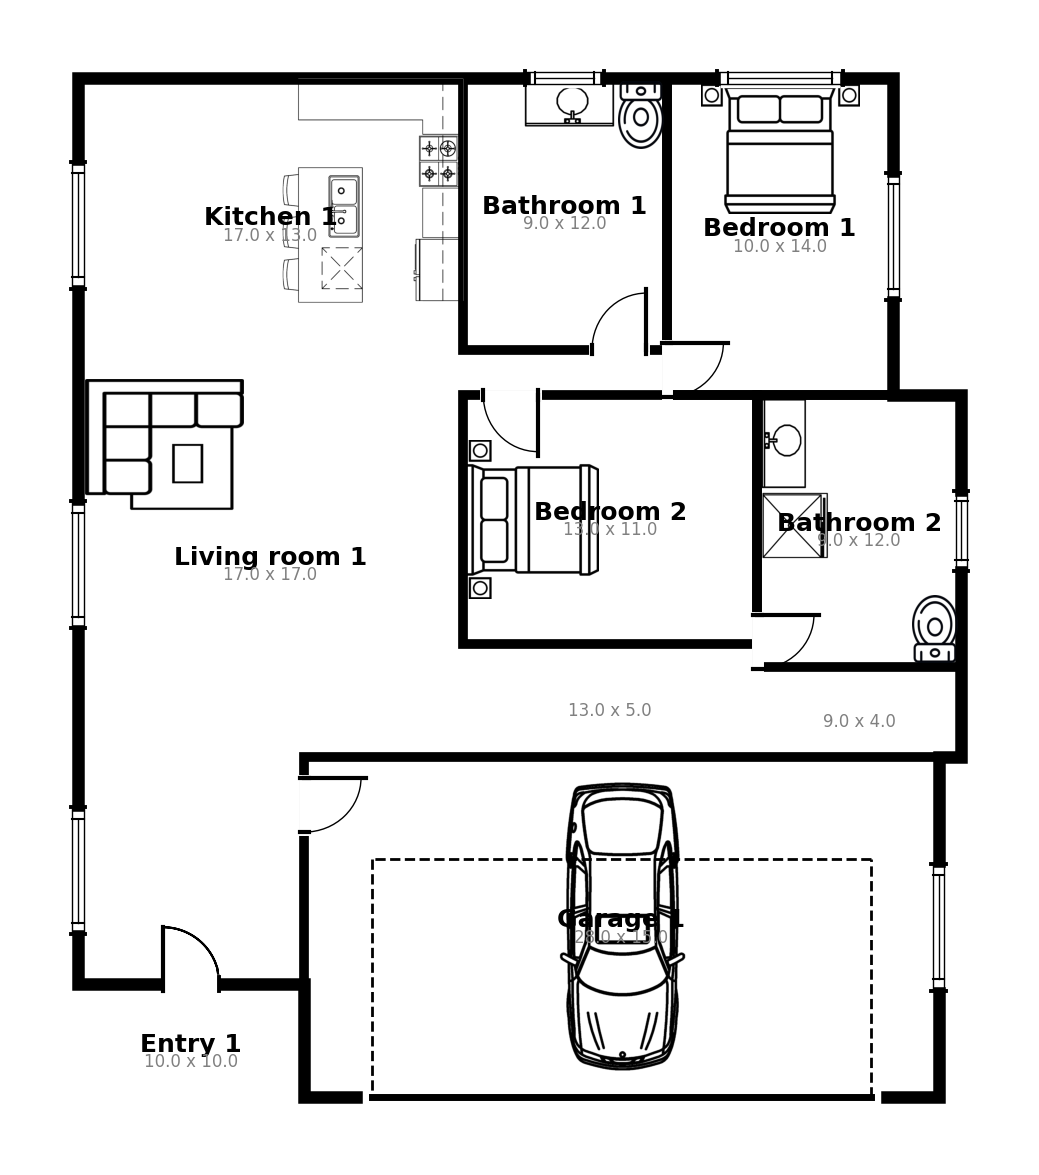 Kitchen 1
17.0 x 13.0
Bathroom 1
9.0 x 12.0
Bedroom 1
10.0 x 14.0
Living room 1
17.0 x 17.0
Bedroom 2
13.0 x 11.0
Bathroom 2
9.0 x 12.0
13.0 x 5.0
9.0 x 4.0
Garage 1
28.0 x 15.0
Entry 1
10.0 x 10.0